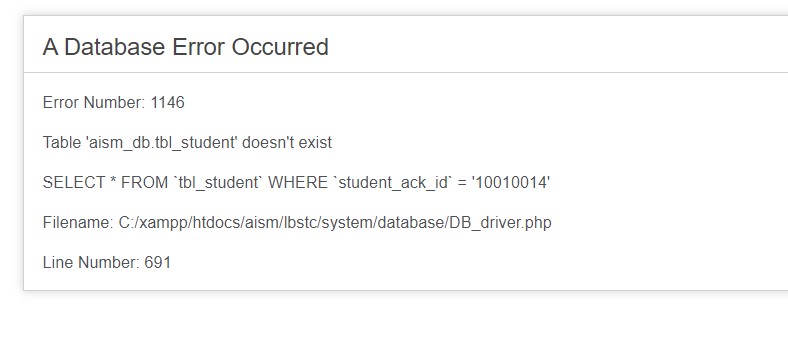 A Database Error Occurred
Error Number: 1146
Table 'aism_db.tbl_student' doesn't exist
SELECT * FROM `tbl_student` WHERE `student_ack_id` = '10010014'
Filename: C:/xampp/htdocs/aism/lbstc/system/database/DB_driver.php
Line Number: 691